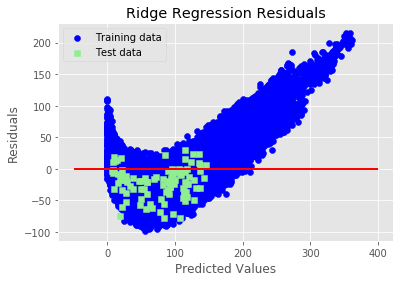 Ridge Regression Residuals
Training data
Test data
Residuals
200
150
100
50
0
−50
−100
0
100
200
300
400
Predicted Values